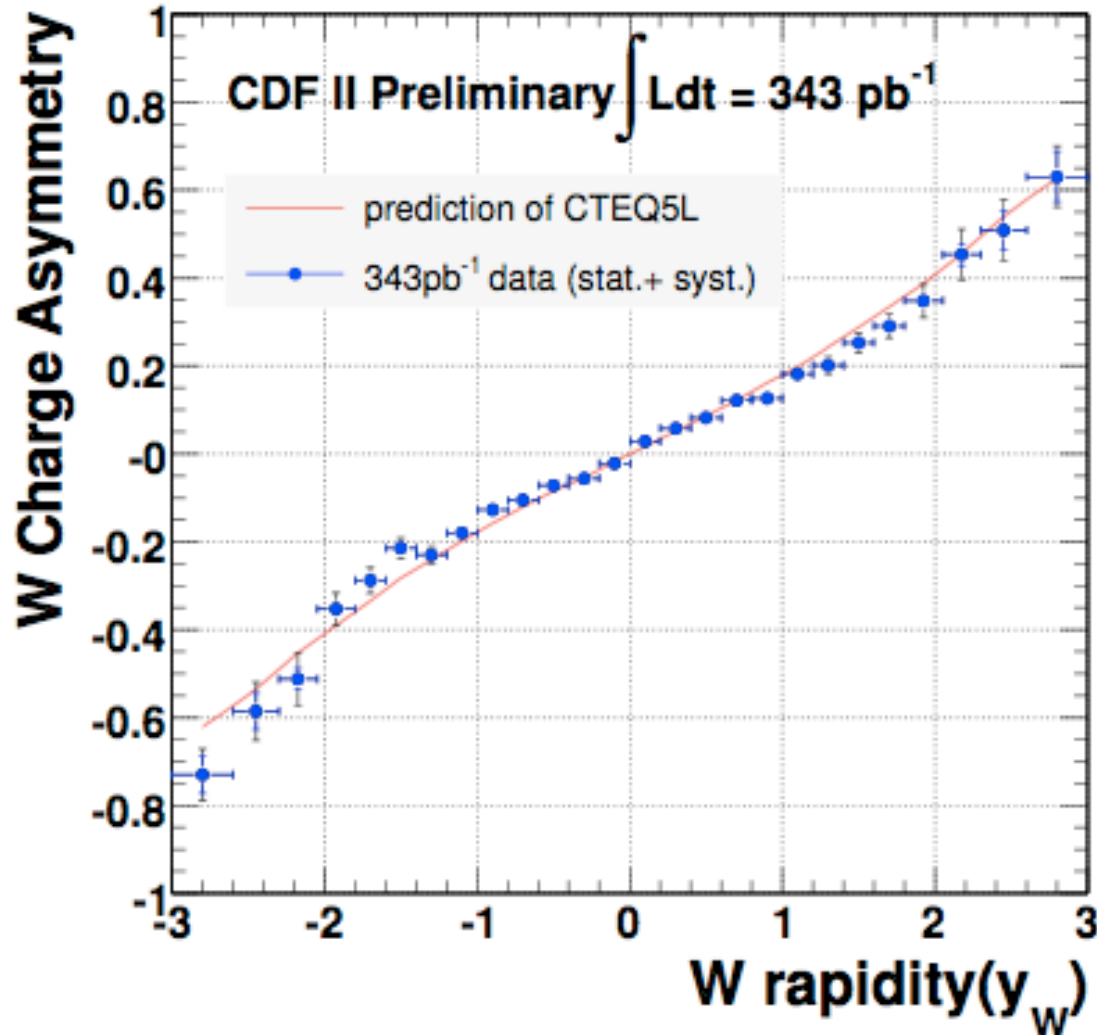 W Charge Asymmetry
1
0.8
0.6
0.4
0.2
-0
-0.2
-0.4
-0.6
-0.8
-1
CDF II Preliminary ∫ Ldt = 343 pb⁻¹
prediction of CTEQ5L
343pb⁻¹ data (stat.+ syst.)
-3 -2 -1 0 1 2 3
W rapidity(y_W)